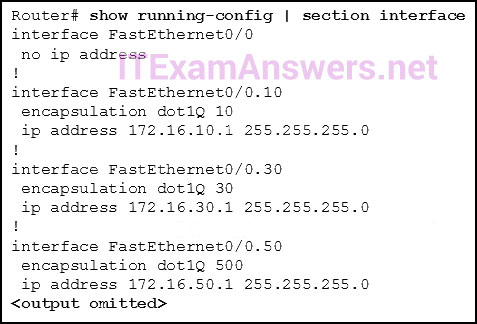 Router# show running-config | section interface
interface FastEthernet0/0
no ip address
ITExamAnswers.net
!
interface FastEthernet0/0.10
encapsulation dot1Q 10
ip address 172.16.10.1 255.255.255.0
!
interface FastEthernet0/0.30
encapsulation dot1Q 30
ip address 172.16.30.1 255.255.255.0
!
interface FastEthernet0/0.50
encapsulation dot1Q 500
ip address 172.16.50.1 255.255.255.0
<output omitted>